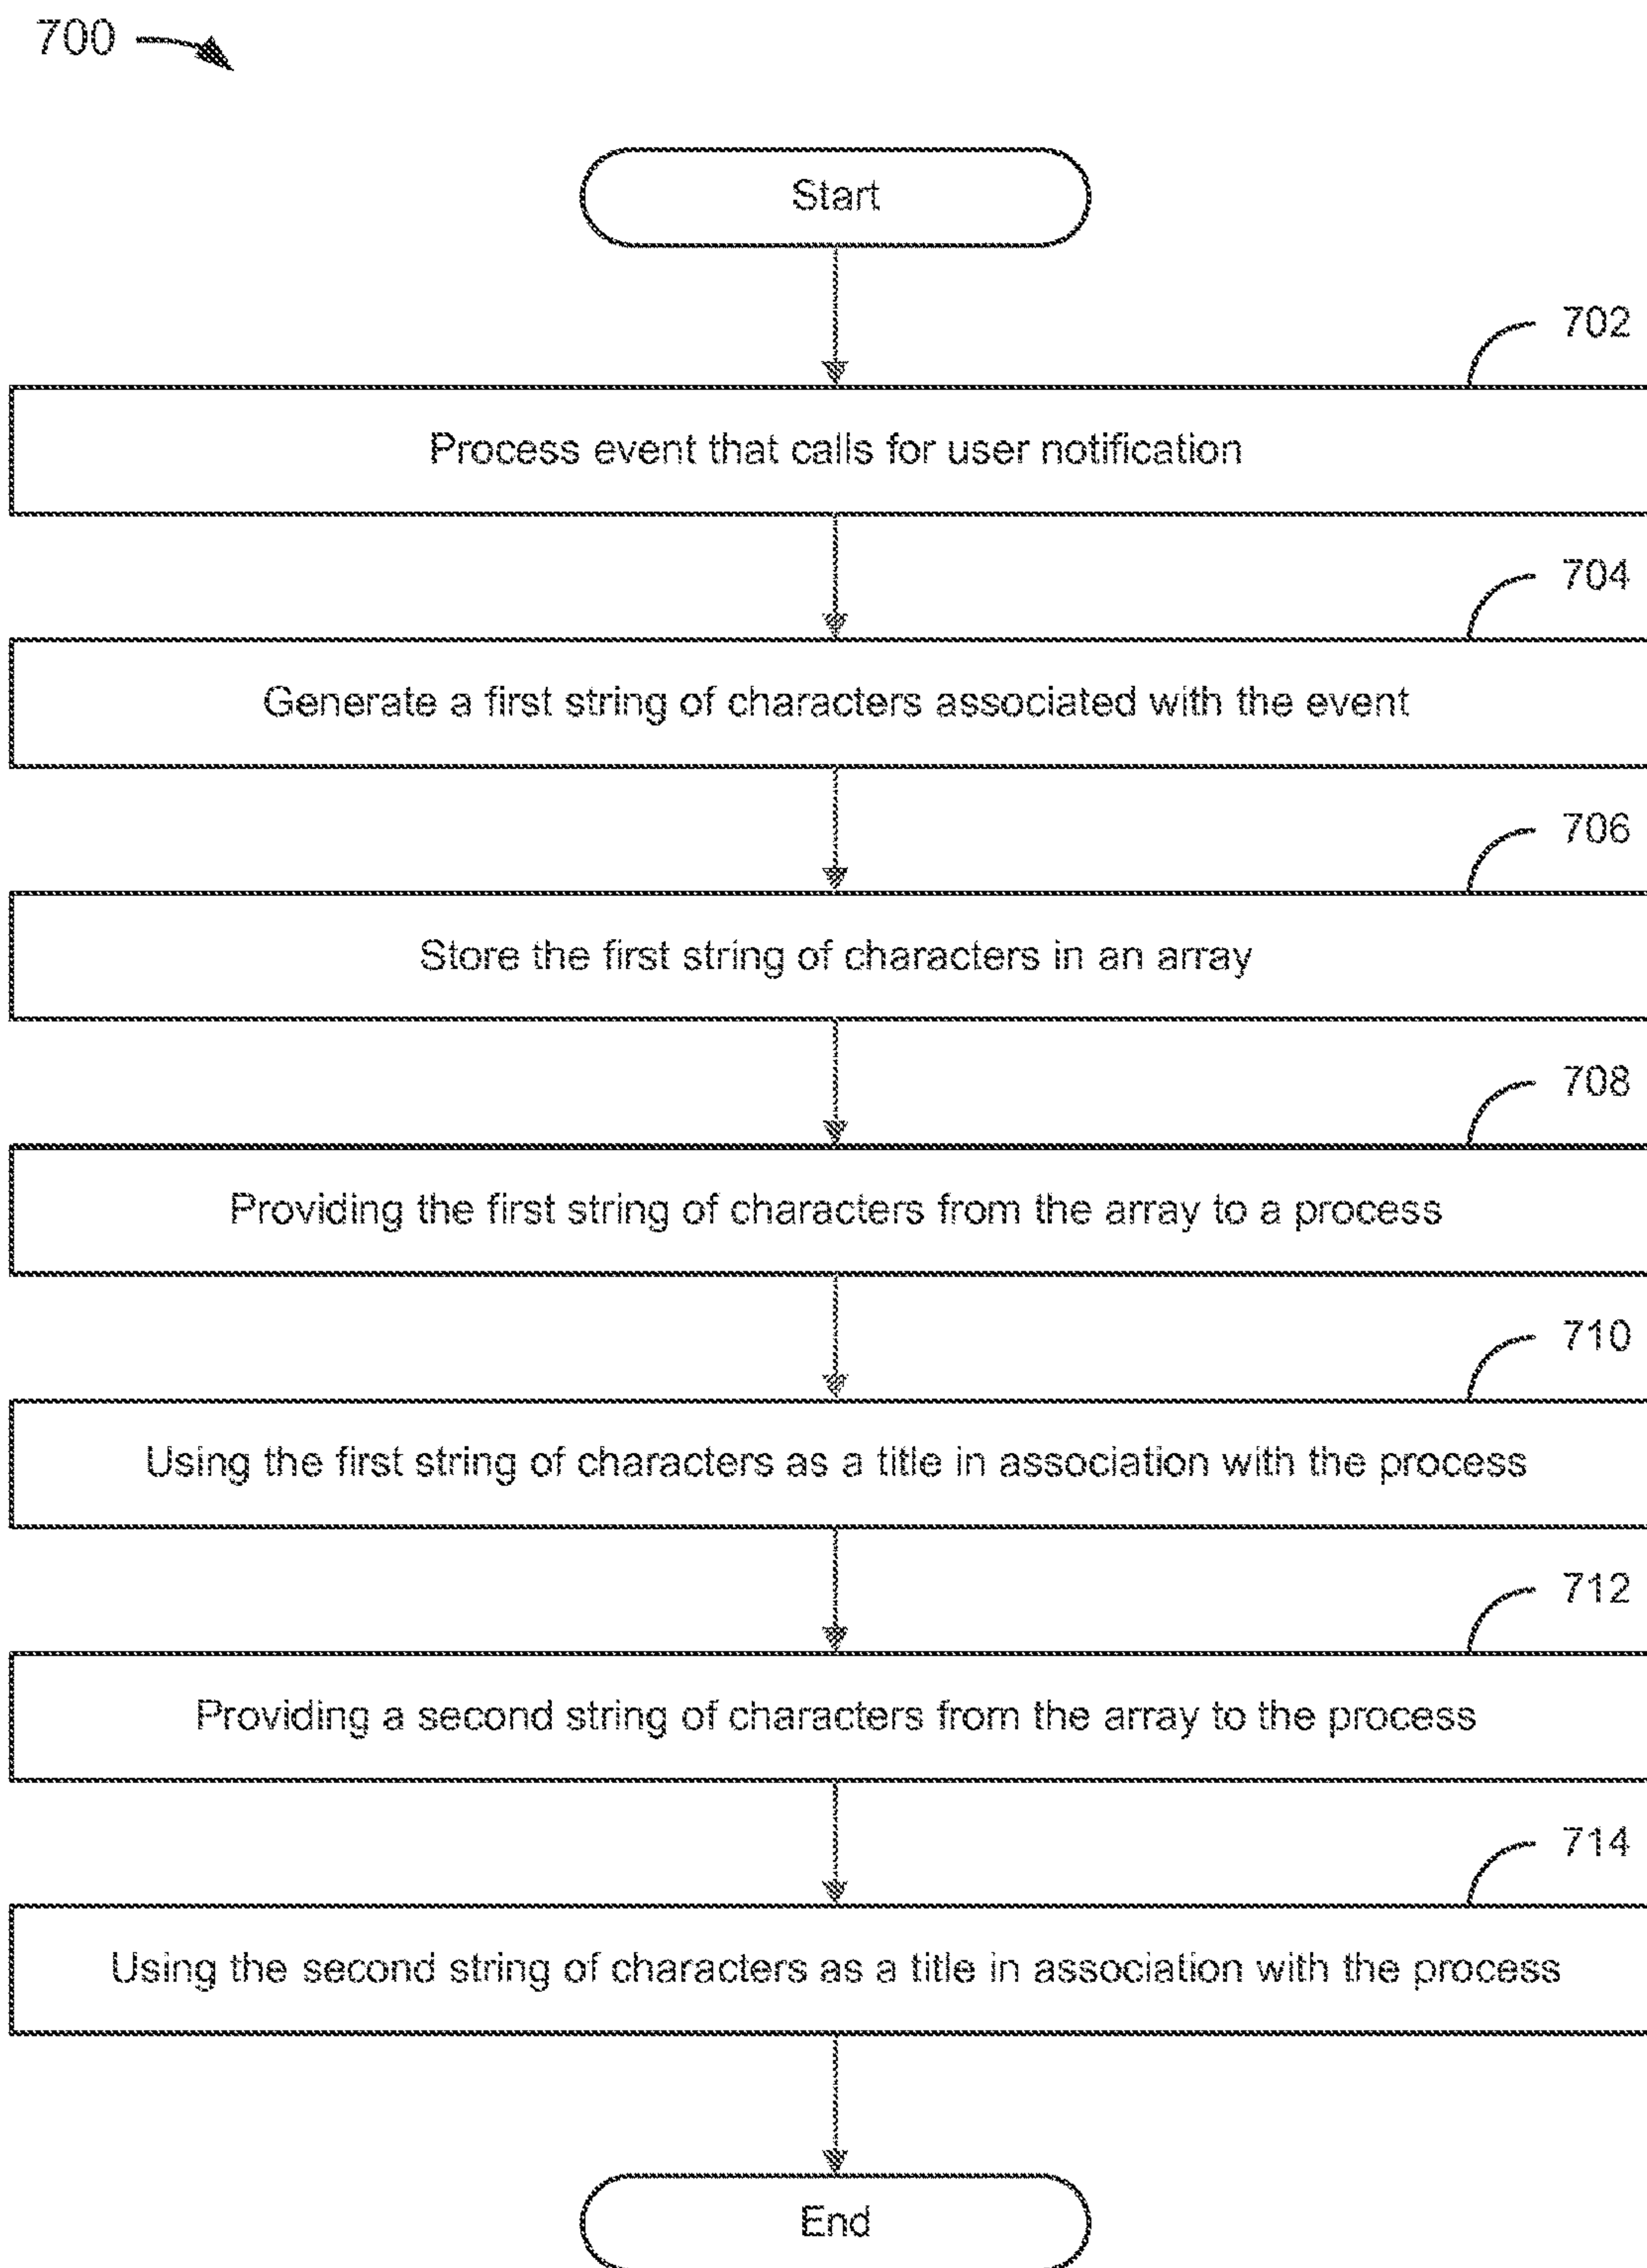 700
Start
702
Process event that calls for user notification
704
Generate a first string of characters associated with the event
706
Store the first string of characters in an array
708
Providing the first string of characters from the array to a process
710
Using the first string of characters as a title in association with the process
712
Providing a second string of characters from the array to the process
714
Using the second string of characters as a title in association with the process
End